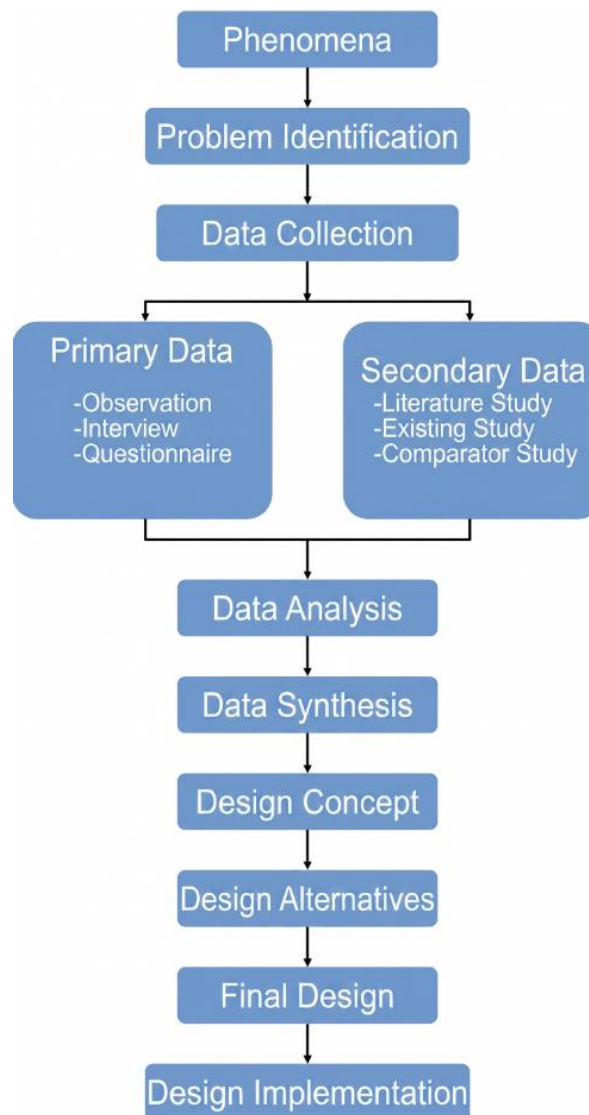 Phenomena
Problem Identification
Data Collection
Primary Data
-Observation
-Interview
-Questionnaire
Secondary Data
-Literature Study
-Existing Study
-Comparator Study
Data Analysis
Data Synthesis
Design Concept
Design Alternatives
Final Design
Design Implementation